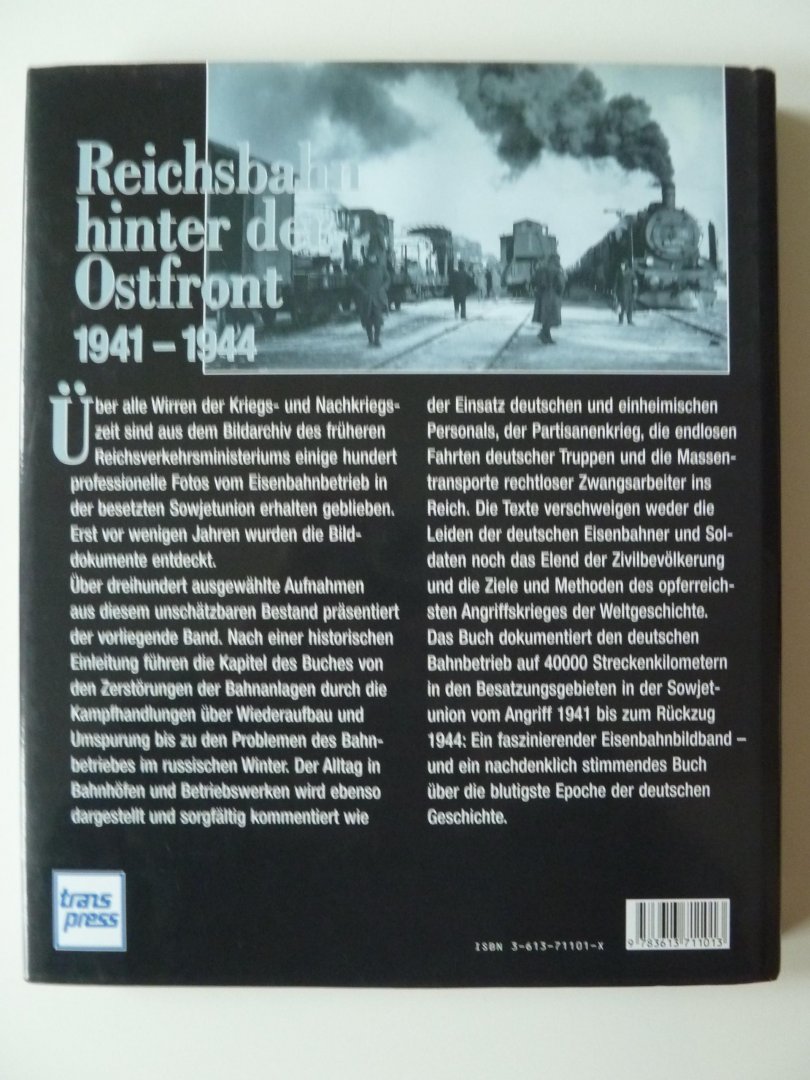 Reichsbahn
hinter der
Ostfront
1941 – 1944
Über alle Wirren der Kriegs- und Nachkriegs-
zeit sind aus dem Bildarchiv des früheren
Reichsverkehrsministeriums einige hundert
professionelle Fotos vom Eisenbahnbetrieb in
der besetzten Sowjetunion erhalten geblieben.
Erst vor wenigen Jahren wurden die Bild-
dokumente entdeckt.
Über dreihundert ausgewählte Aufnahmen
aus diesem unschätzbaren Bestand präsentiert
der vorliegende Band. Nach einer historischen
Einleitung führen die Kapitel des Buches von
den Zerstörungen der Bahnanlagen durch die
Kampfhandlungen über Wiederaufbau und
Umspurung bis zu den Problemen des Bahn-
betriebes im russischen Winter. Der Alltag in
Bahnhöfen und Betriebswerken wird ebenso
dargestellt und sorgfältig kommentiert wie
der Einsatz deutschen und einheimischen
Personals, der Partisanenkrieg, die endlosen
Fahrten deutscher Truppen und die Massen-
transporte rechtloser Zwangsarbeiter ins
Reich. Die Texte verschweigen weder die
Leiden der deutschen Eisenbahner und Sol-
daten noch das Elend der Zivilbevölkerung
und die Ziele und Methoden des opferreich-
sten Angriffskrieges der Weltgeschichte.
Das Buch dokumentiert den deutschen
Bahnbetrieb auf 40000 Streckenkilometern
in den Besatzungsgebieten in der Sowjet-
union vom Angriff 1941 bis zum Rückzug
1944: Ein faszinierender Eisenbahnbildband –
und ein nachdenklich stimmendes Buch
über die blutigste Epoche der deutschen
Geschichte.
trans
press
ISBN 3-613-71101-X
9 783613 711013